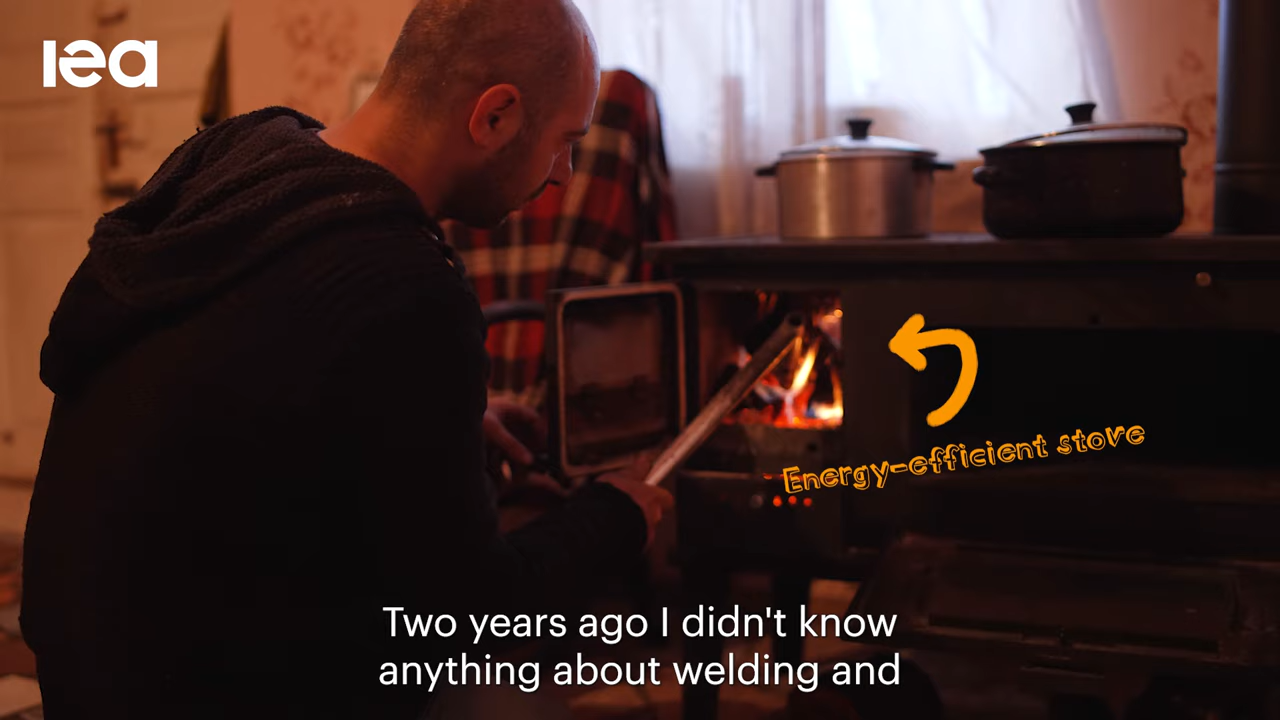 iea
Energy-efficient stove
Two years ago I didn't know
anything about welding and